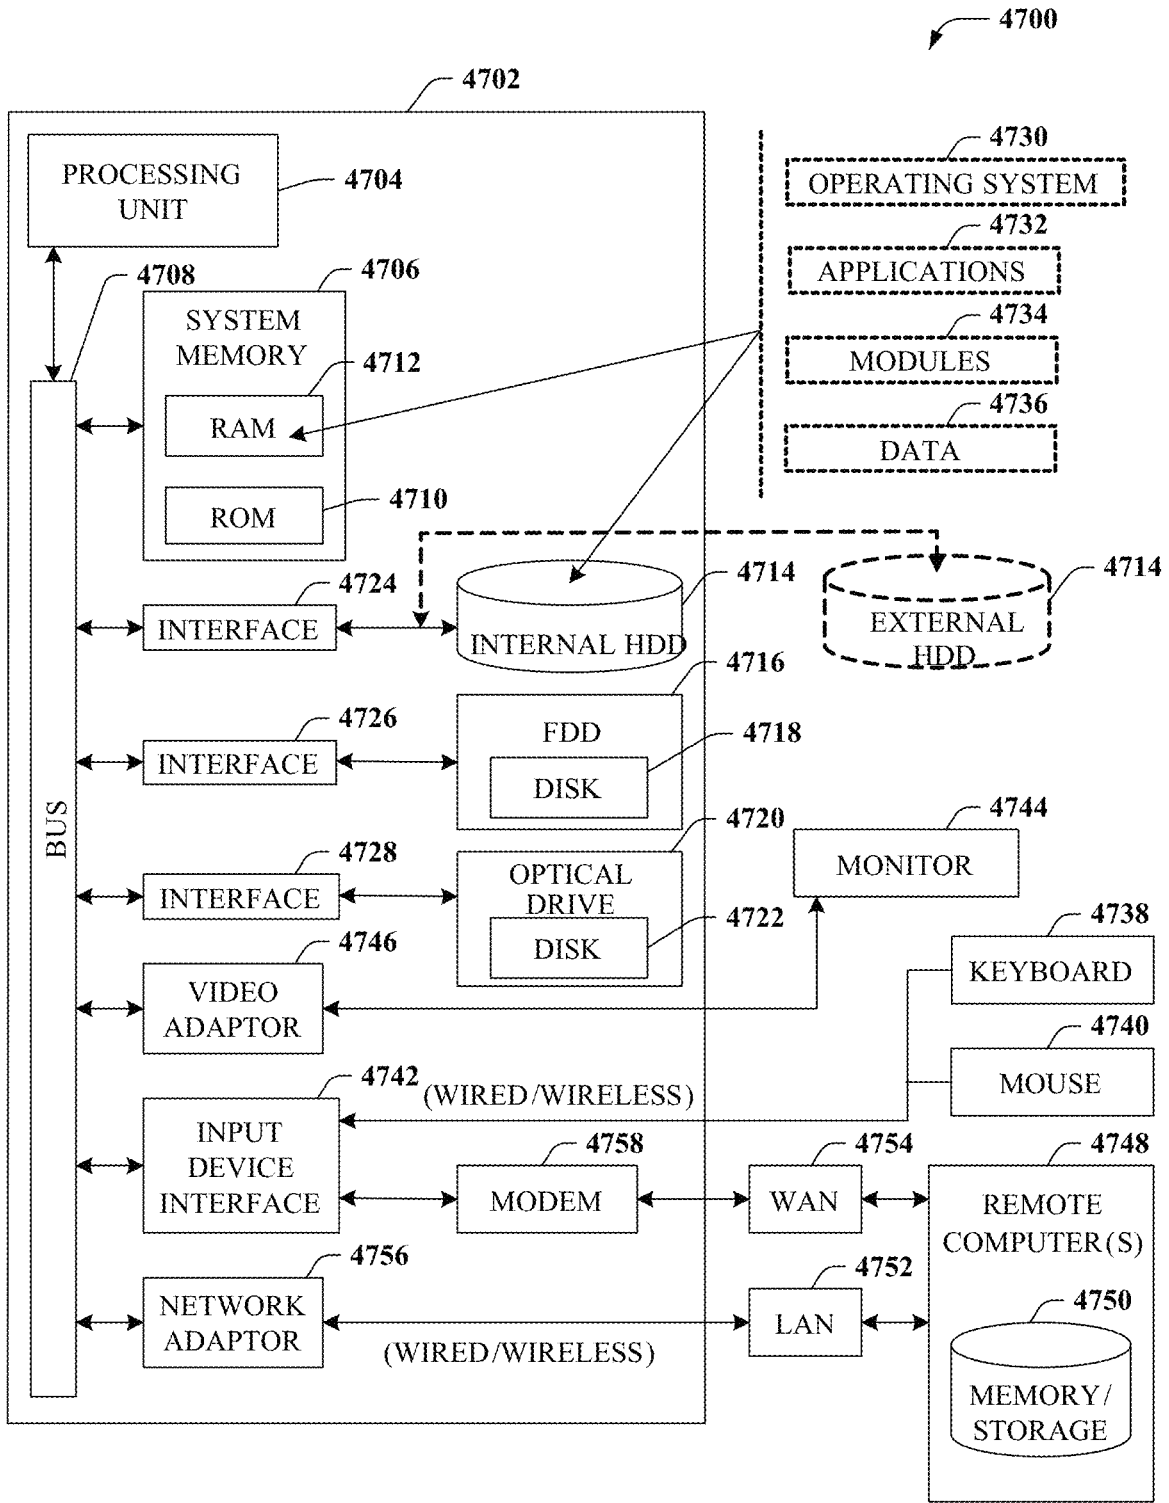 4700
4702
PROCESSING
UNIT
4704
4730
OPERATING SYSTEM
4708
4706
4732
APPLICATIONS
SYSTEM
MEMORY
4712
RAM
4734
MODULES
4710
ROM
4736
DATA
4724
INTERFACE
4714
INTERNAL HDD
4714
EXTERNAL
HDD
4726
INTERFACE
4716
FDD
4718
DISK
BUS
4728
INTERFACE
4720
OPTICAL
DRIVE
4722
DISK
4744
MONITOR
4746
VIDEO
ADAPTOR
4738
KEYBOARD
4740
MOUSE
4742
(WIRED/WIRELESS)
INPUT
DEVICE
INTERFACE
4758
MODEM
4754
WAN
4748
REMOTE
COMPUTER(S)
4756
NETWORK
ADAPTOR
(WIRED/WIRELESS)
4752
LAN
4750
MEMORY/
STORAGE